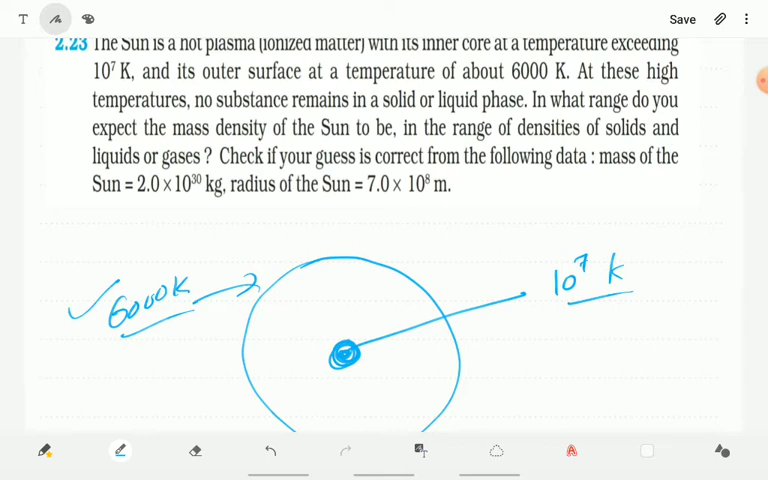 Save
2.23 The Sun is a hot plasma (ionized matter) with its inner core at a temperature exceeding
10⁷ K, and its outer surface at a temperature of about 6000 K. At these high
temperatures, no substance remains in a solid or liquid phase. In what range do you
expect the mass density of the Sun to be, in the range of densities of solids and
liquids or gases ? Check if your guess is correct from the following data : mass of the
Sun = 2.0 × 10³⁰ kg, radius of the Sun = 7.0 × 10⁸ m.
6000K
10⁷ k